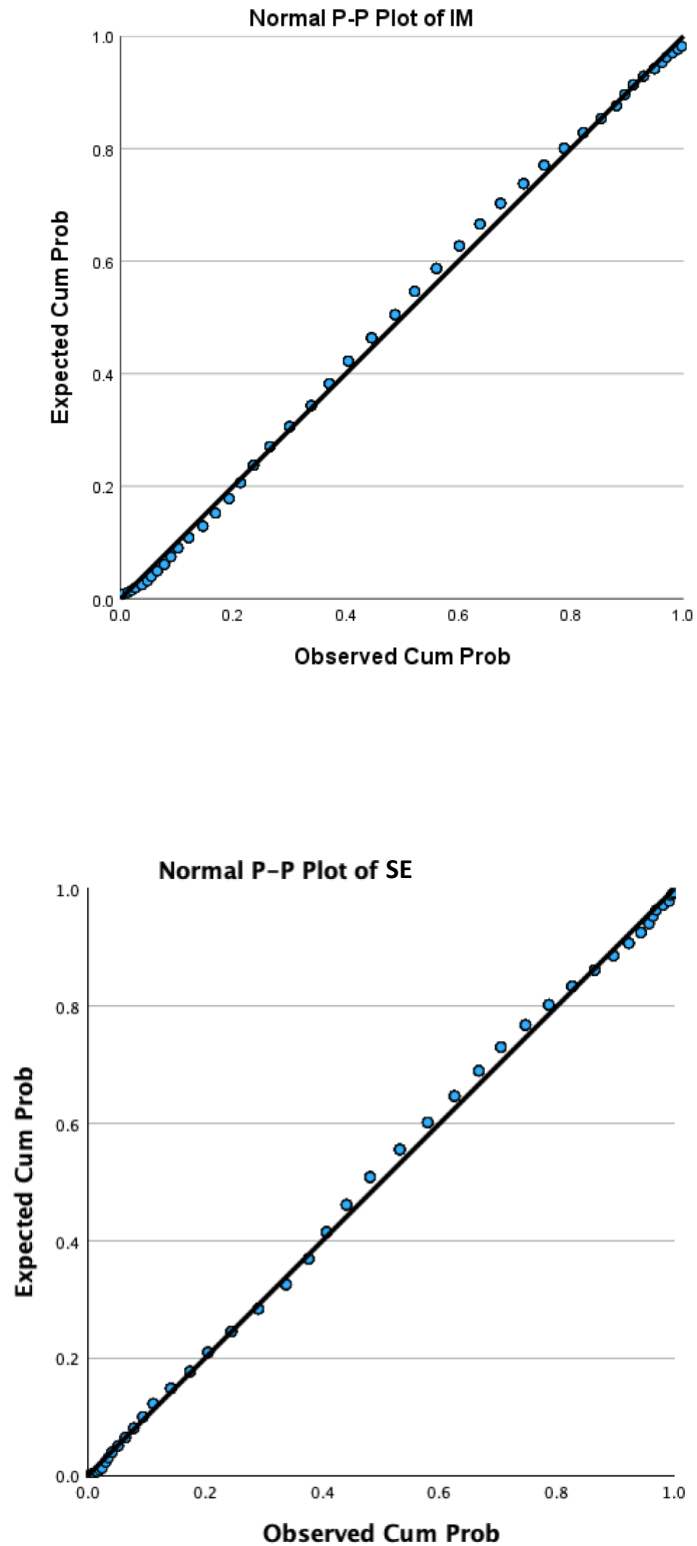 Normal P-P Plot of IM
1.0
0.8
0.6
0.4
0.2
0.0
Expected Cum Prob
0.0 0.2 0.4 0.6 0.8 1.0
Observed Cum Prob
Normal P-P Plot of SE
1.0
0.8
0.6
0.4
0.2
0.0
Expected Cum Prob
0.0 0.2 0.4 0.6 0.8 1.0
Observed Cum Prob